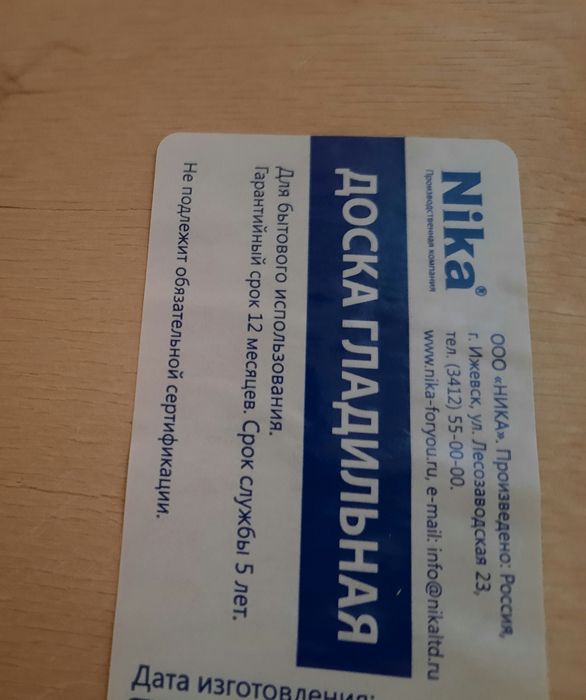 Nika®
Производственная компания
ООО «НИКА». Произведено: Россия,
г. Ижевск, ул. Лесозаводская 23,
тел. (3412) 55-00-00.
www.nika-foryou.ru, e-mail: info@nikaltd.ru
ДОСКА ГЛАДИЛЬНАЯ
Для бытового использования.
Гарантийный срок 12 месяцев. Срок службы 5 лет.
Не подлежит обязательной сертификации.
Дата изготовления: